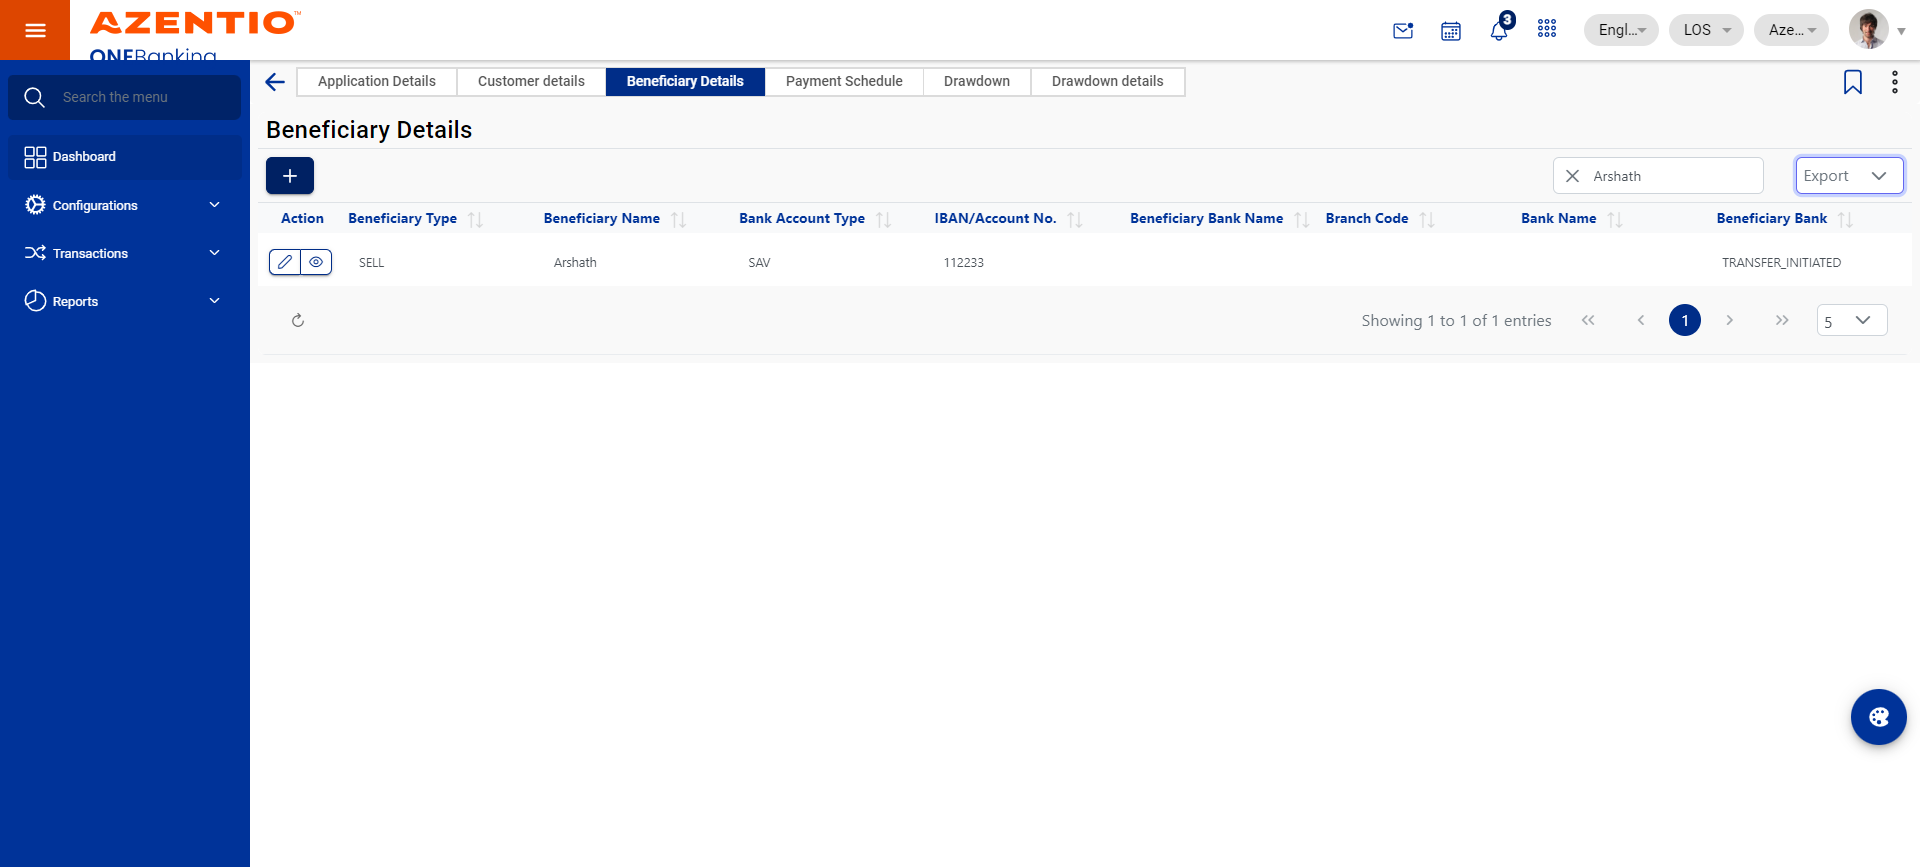 AZENTIO™
ONEBanking
3
Engl...
LOS
Aze...
Search the menu
Dashboard
Configurations
Transactions
Reports
Application Details
Customer details
Beneficiary Details
Payment Schedule
Drawdown
Drawdown details
Beneficiary Details
+
Arshath
Export
Action Beneficiary Type Beneficiary Name Bank Account Type IBAN/Account No. Beneficiary Bank Name Branch Code Bank Name Beneficiary Bank
SELL Arshath SAV 112233 TRANSFER_INITIATED
Showing 1 to 1 of 1 entries
1
5